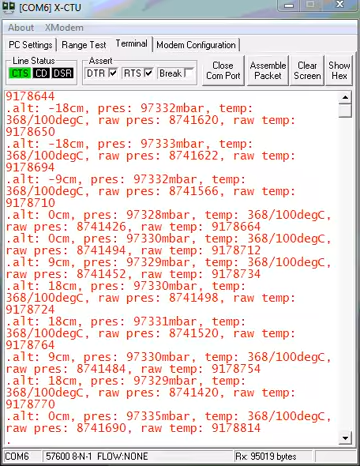 [COM6] X-CTU
About XModem
PC Settings Range Test Terminal Modem Configuration
Line Status Assert
CTS CD DSR DTR RTS Break
Close Com Port
Assemble Packet
Clear Screen
Show Hex
9178644
.alt: -18cm, pres: 97332mbar, temp:
368/100degC, raw pres: 8741620, raw temp:
9178650
.alt: -18cm, pres: 97333mbar, temp:
368/100degC, raw pres: 8741622, raw temp:
9178694
.alt: -9cm, pres: 97332mbar, temp:
368/100degC, raw pres: 8741566, raw temp:
9178710
.alt: 0cm, pres: 97328mbar, temp: 368/100degC,
raw pres: 8741426, raw temp: 9178664
.alt: 0cm, pres: 97330mbar, temp: 368/100degC,
raw pres: 8741494, raw temp: 9178712
.alt: 9cm, pres: 97329mbar, temp: 368/100degC,
raw pres: 8741452, raw temp: 9178734
.alt: 18cm, pres: 97330mbar, temp:
368/100degC, raw pres: 8741498, raw temp:
9178724
.alt: 18cm, pres: 97331mbar, temp:
368/100degC, raw pres: 8741520, raw temp:
9178764
.alt: 9cm, pres: 97330mbar, temp: 368/100degC,
raw pres: 8741484, raw temp: 9178754
.alt: 18cm, pres: 97329mbar, temp:
368/100degC, raw pres: 8741420, raw temp:
9178770
.alt: 0cm, pres: 97335mbar, temp: 368/100degC,
raw pres: 8741690, raw temp: 9178814
.
COM6 57600 8-N-1 FLOW:NONE Rx: 95019 bytes